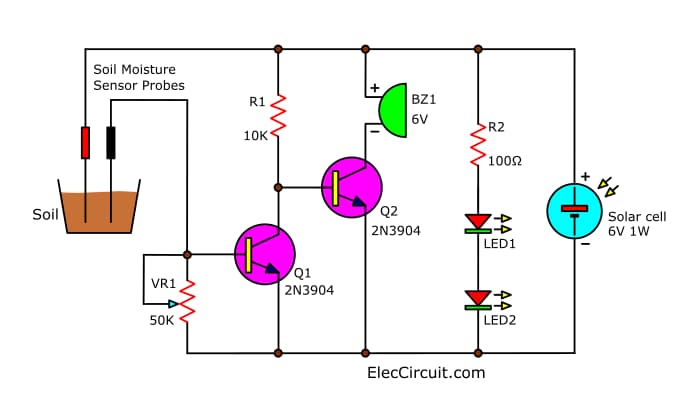 Soil Moisture
Sensor Probes
Soil
R1
10K
+
BZ1
6V
−
R2
100Ω
Q2
2N3904
LED1
+
Solar cell
6V 1W
−
Q1
2N3904
VR1
50K
LED2
ElecCircuit.com